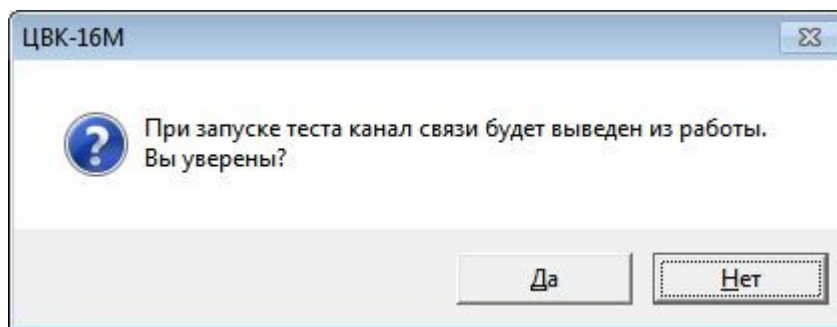 ЦВК-16М
При запуске теста канал связи будет выведен из работы.
Вы уверены?
Да
Нет